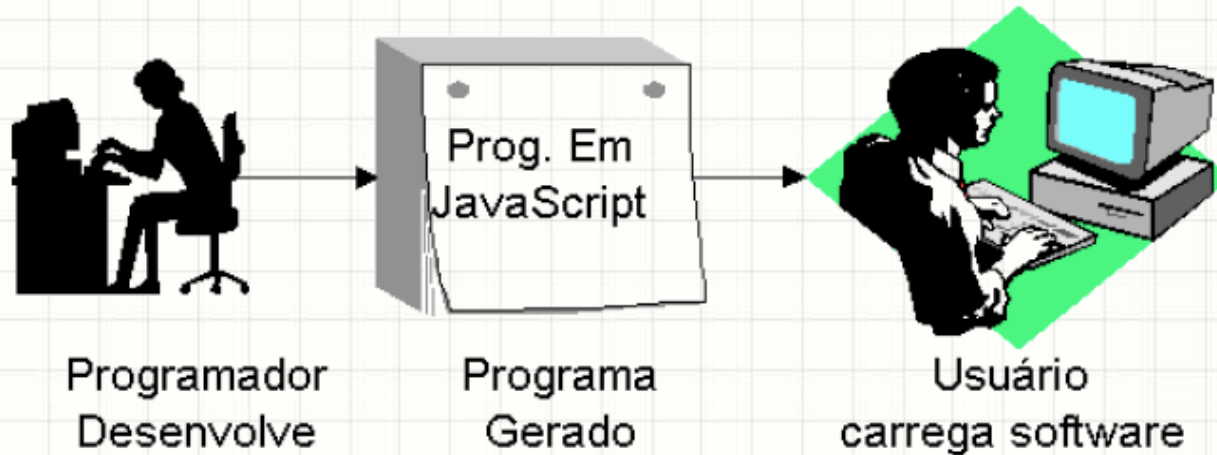 Prog. Em
JavaScript
Programador
Desenvolve
Programa
Gerado
Usuário
carrega software